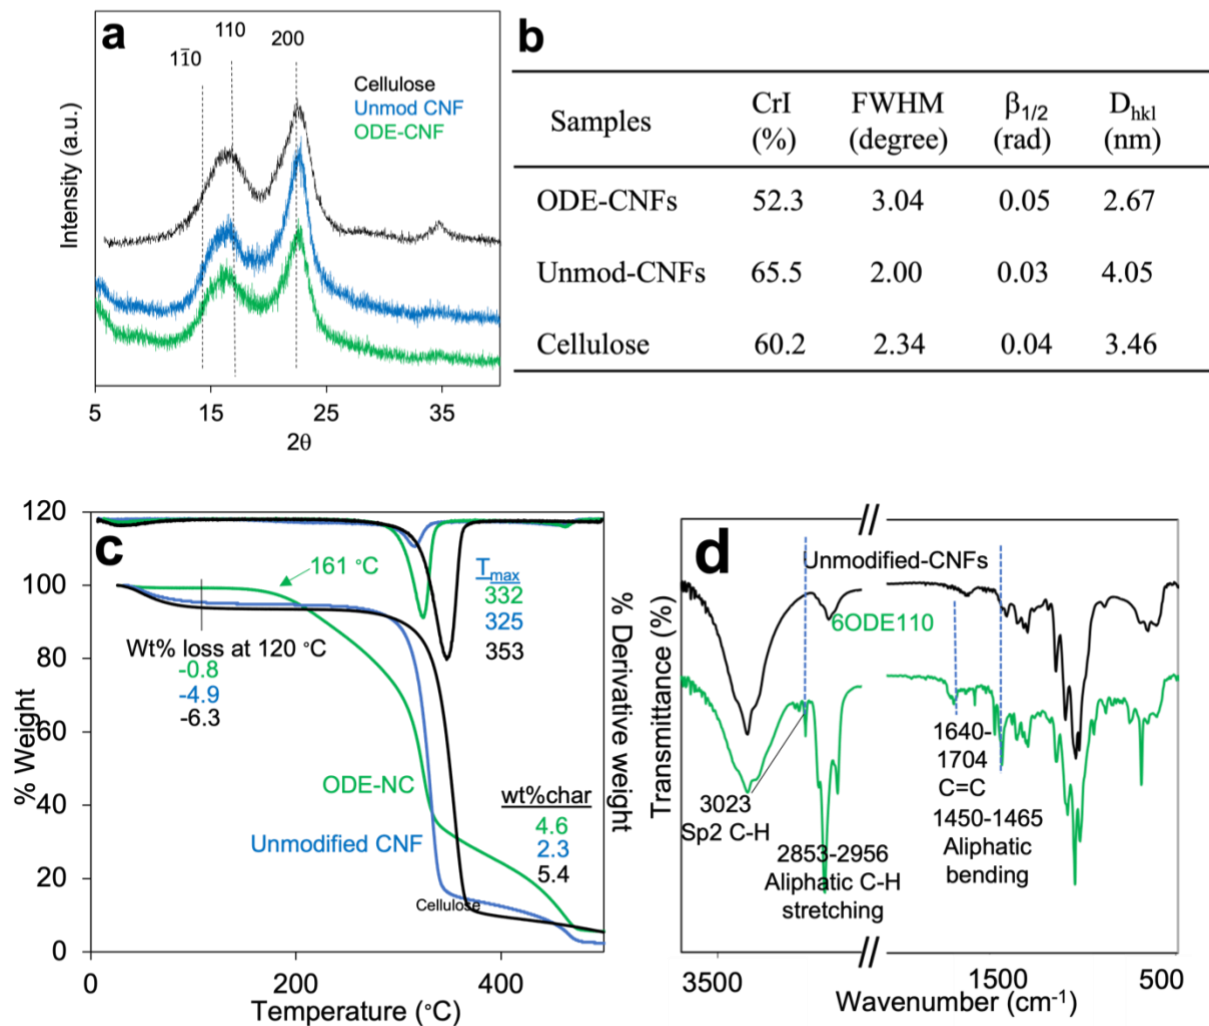 a
11̅0
110
200
Cellulose
Unmod CNF
ODE-CNF
Intensity (a.u.)
5
15
25
35
2θ
b
Samples
CrI (%)
FWHM (degree)
β1/2 (rad)
Dhkl (nm)
ODE-CNFs 52.3 3.04 0.05 2.67
Unmod-CNFs 65.5 2.00 0.03 4.05
Cellulose 60.2 2.34 0.04 3.46
c
120
100
80
60
40
20
0
% Weight
161 °C
Wt% loss at 120 °C
-0.8
-4.9
-6.3
Tmax
332
325
353
ODE-NC
Unmodified CNF
Cellulose
wt%char
4.6
2.3
5.4
% Derivative weight
0
200
400
Temperature (°C)
d
Unmodified-CNFs
6ODE110
Transmittance (%)
3023
Sp2 C-H
2853-2956
Aliphatic C-H
stretching
1640-
1704
C=C
1450-1465
Aliphatic
bending
3500
//
//
1500
500
Wavenumber (cm-1)